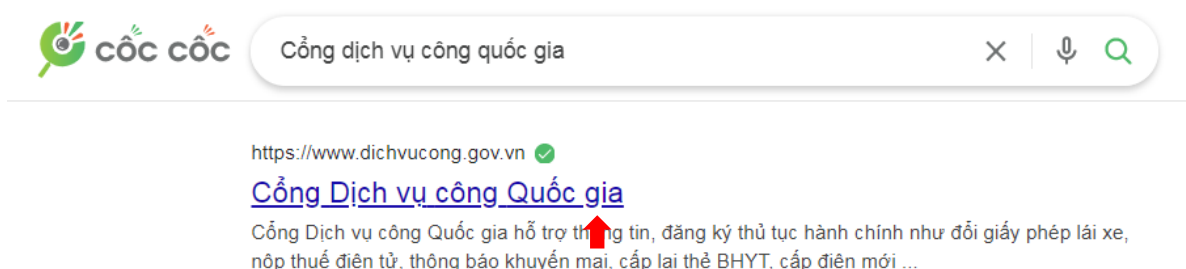 cốc cốc
Cổng dịch vụ công quốc gia
https://www.dichvucong.gov.vn
Cổng Dịch vụ công Quốc gia
Cổng Dịch vụ công Quốc gia hỗ trợ thông tin, đăng ký thủ tục hành chính như đổi giấy phép lái xe,
nộp thuế điện tử, thông báo khuyến mại, cấp lại thẻ BHYT, cấp điện mới ...